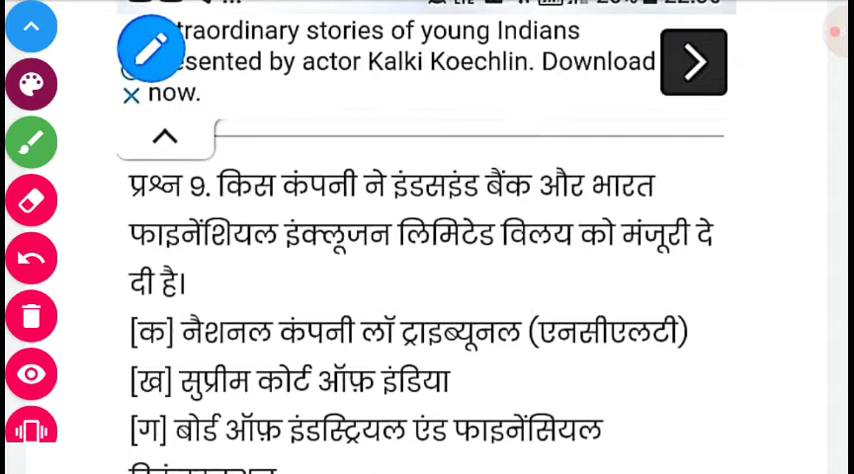 traordinary stories of young Indians
esented by actor Kalki Koechlin. Download
now.
प्रश्न 9. किस कंपनी ने इंडसइंड बैंक और भारत
फाइनेंशियल इंक्लूजन लिमिटेड विलय को मंजूरी दे
दी है।
[क] नैशनल कंपनी लॉ ट्राइब्यूनल (एनसीएलटी)
[ख] सुप्रीम कोर्ट ऑफ़ इंडिया
[ग] बोर्ड ऑफ़ इंडस्ट्रियल एंड फाइनेंसियल